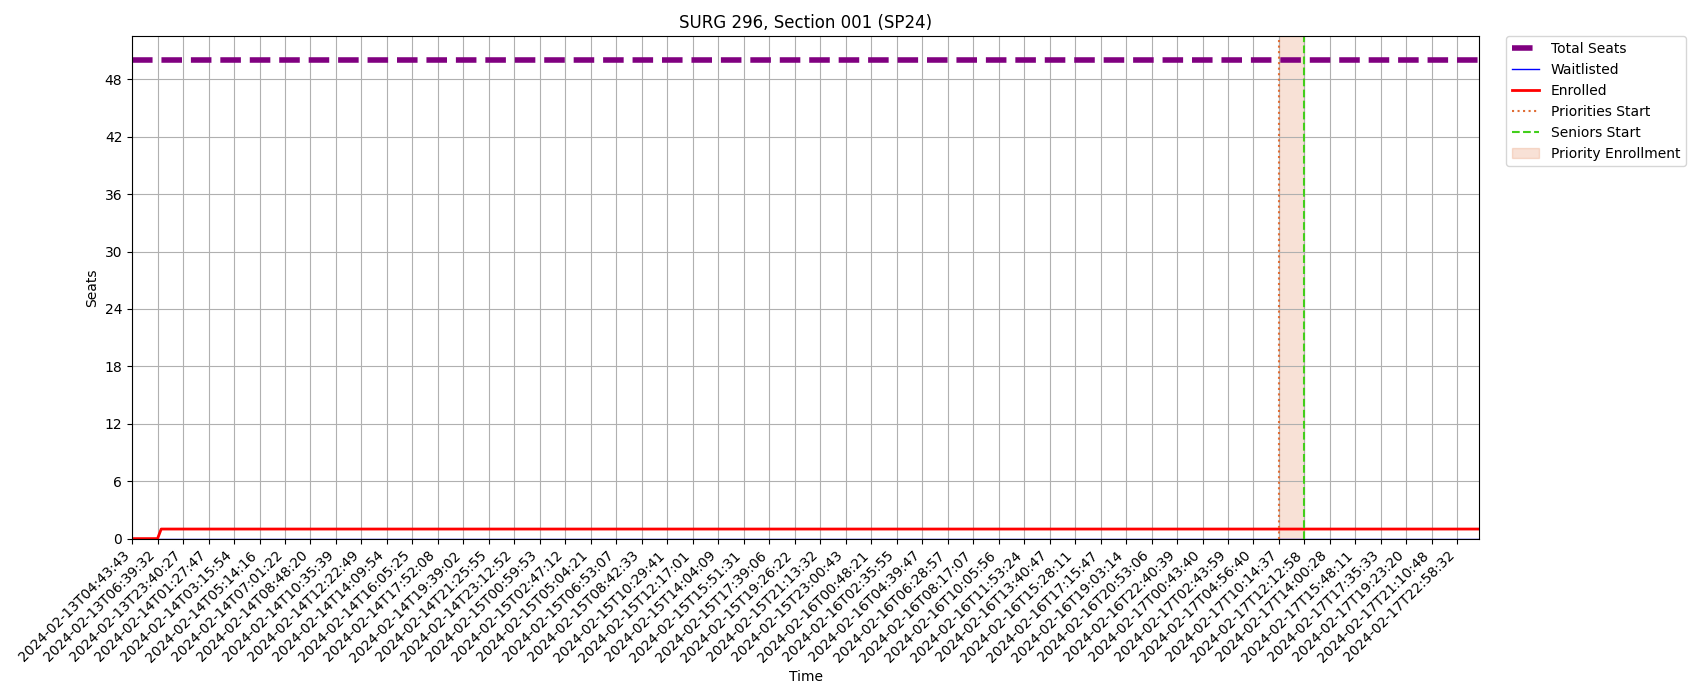 SURG 296, Section 001 (SP24)
Total Seats
Waitlisted
Enrolled
Priorities Start
Seniors Start
Priority Enrollment
Seats
48
42
36
30
24
18
12
6
0
2024-02-13T04:43:43
2024-02-13T06:39:32
2024-02-13T23:40:27
2024-02-14T01:27:47
2024-02-14T03:15:54
2024-02-14T05:14:16
2024-02-14T07:01:22
2024-02-14T08:48:20
2024-02-14T10:35:39
2024-02-14T12:22:49
2024-02-14T14:09:54
2024-02-14T16:05:25
2024-02-14T17:52:08
2024-02-14T19:39:02
2024-02-14T21:25:55
2024-02-14T23:12:52
2024-02-15T00:59:53
2024-02-15T02:47:12
2024-02-15T05:04:21
2024-02-15T06:53:07
2024-02-15T08:42:33
2024-02-15T10:29:41
2024-02-15T12:17:01
2024-02-15T14:04:09
2024-02-15T15:51:31
2024-02-15T17:39:06
2024-02-15T19:26:22
2024-02-15T21:13:32
2024-02-15T23:00:43
2024-02-16T00:48:21
2024-02-16T02:35:55
2024-02-16T04:39:47
2024-02-16T06:28:57
2024-02-16T08:17:07
2024-02-16T10:05:56
2024-02-16T11:53:24
2024-02-16T13:40:47
2024-02-16T15:28:11
2024-02-16T17:15:47
2024-02-16T19:03:14
2024-02-16T20:53:06
2024-02-16T22:40:39
2024-02-17T00:43:40
2024-02-17T02:43:59
2024-02-17T04:56:40
2024-02-17T10:14:37
2024-02-17T12:12:58
2024-02-17T14:00:28
2024-02-17T15:48:11
2024-02-17T17:35:33
2024-02-17T19:23:20
2024-02-17T21:10:48
2024-02-17T22:58:32
Time